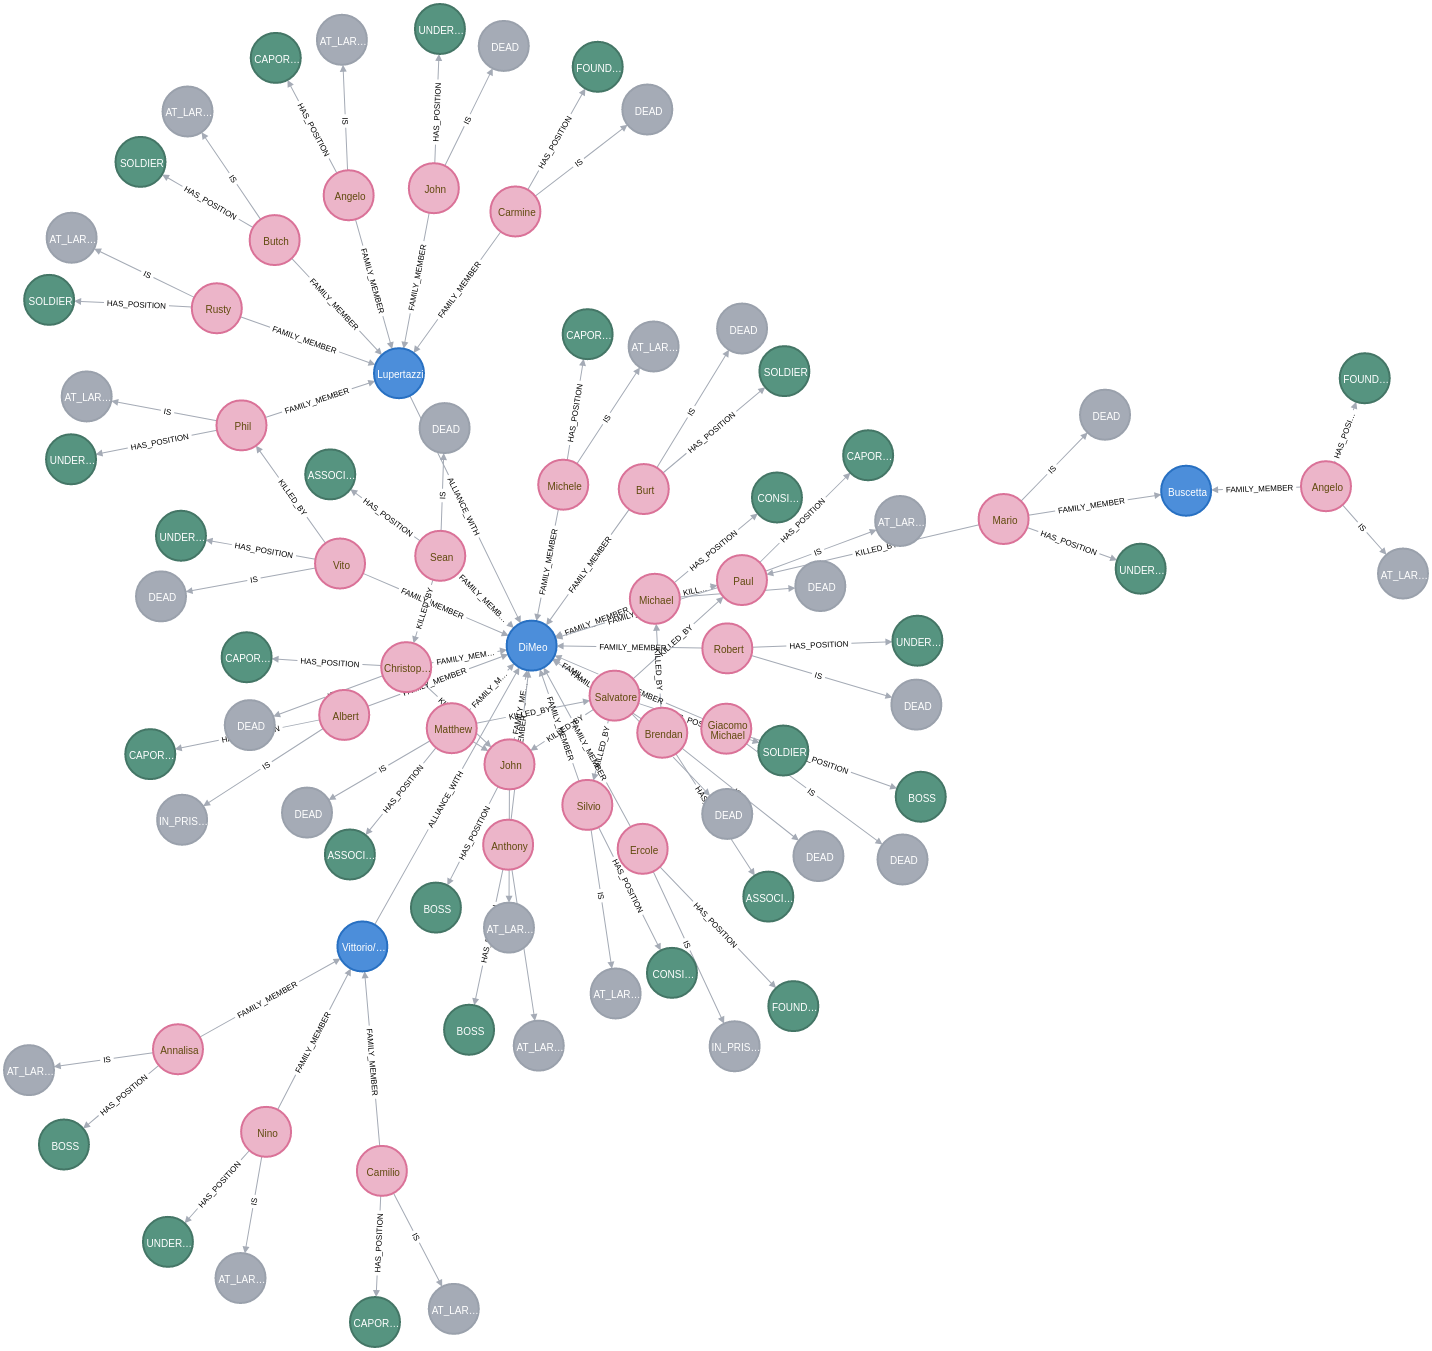 UNDER...
AT_LAR...
DEAD
CAPOR...
FOUND...
HAS_POSITION
IS
HAS_POSITION
IS
DEAD
AT_LAR...
HAS_POSITION
IS
SOLDIER
IS
HAS_POSITION
Angelo
John
Carmine
AT_LAR...
Butch
FAMILY_MEMBER
FAMILY_MEMBER
FAMILY_MEMBER
IS
SOLDIER
HAS_POSITION
Rusty
FAMILY_MEMBER
FAMILY_MEMBER
CAPOR...
AT_LAR...
DEAD
SOLDIER
Lupertazzi
FOUND...
AT_LAR...
FAMILY_MEMBER
IS
Phil
HAS_POSITION
UNDER...
DEAD
HAS_POSITION
IS
IS
HAS_POSITION
DEAD
HAS_POSI...
CAPOR...
ASSOCI...
KILLED_BY
IS
ALLIANCE_WITH
Michele
Burt
IS
Buscetta
FAMILY_MEMBER
Angelo
CONSI...
HAS_POSITION
FAMILY_MEMBER
Mario
AT_LAR...
IS
UNDER...
HAS_POSITION
HAS_POSITION
HAS_POSITION
IS
KILLED_BY
HAS_POSITION
UNDER...
AT_LAR...
Vito
Sean
FAMILY_MEMBER
FAMILY_MEMBER
IS
DEAD
FAMILY_MEMBER
FAMILY_MEMB...
KILLED_BY
Michael
KILL...
Paul
DEAD
FAMILY_MEMBER
DiMeo
FAMILY_MEMBER
KILLED_BY
KILLED_BY
Robert
HAS_POSITION
UNDER...
CAPOR...
HAS_POSITION
Christop...
FAMILY_MEM...
IS
DEAD
DEAD
Albert
FAMILY_M...
Salvatore
Matthew
KILLED_BY
KILLED_BY
Brendan
Giacomo
Michael
CAPOR...
IS
IS
John
SOLDIER
FAMILY_MEMBER
FAMILY_MEMBER
IN_PRIS...
DEAD
HAS_POSITION
ALLIANCE_WITH
Silvio
DEAD
IS
BOSS
ASSOCI...
HAS_POSITION
Anthony
Ercole
DEAD
DEAD
BOSS
HAS_POSITION
ASSOCI...
AT_LAR...
IS
HAS_POSITION
Vittorio/...
IS
CONSI...
AT_LAR...
FOUND...
FAMILY_MEMBER
BOSS
AT_LAR...
IN_PRIS...
Annalisa
FAMILY_MEMBER
FAMILY_MEMBER
AT_LAR...
IS
HAS_POSITION
BOSS
Nino
Camilio
HAS_POSITION
IS
HAS_POSITION
IS
UNDER...
AT_LAR...
CAPOR...
AT_LAR...